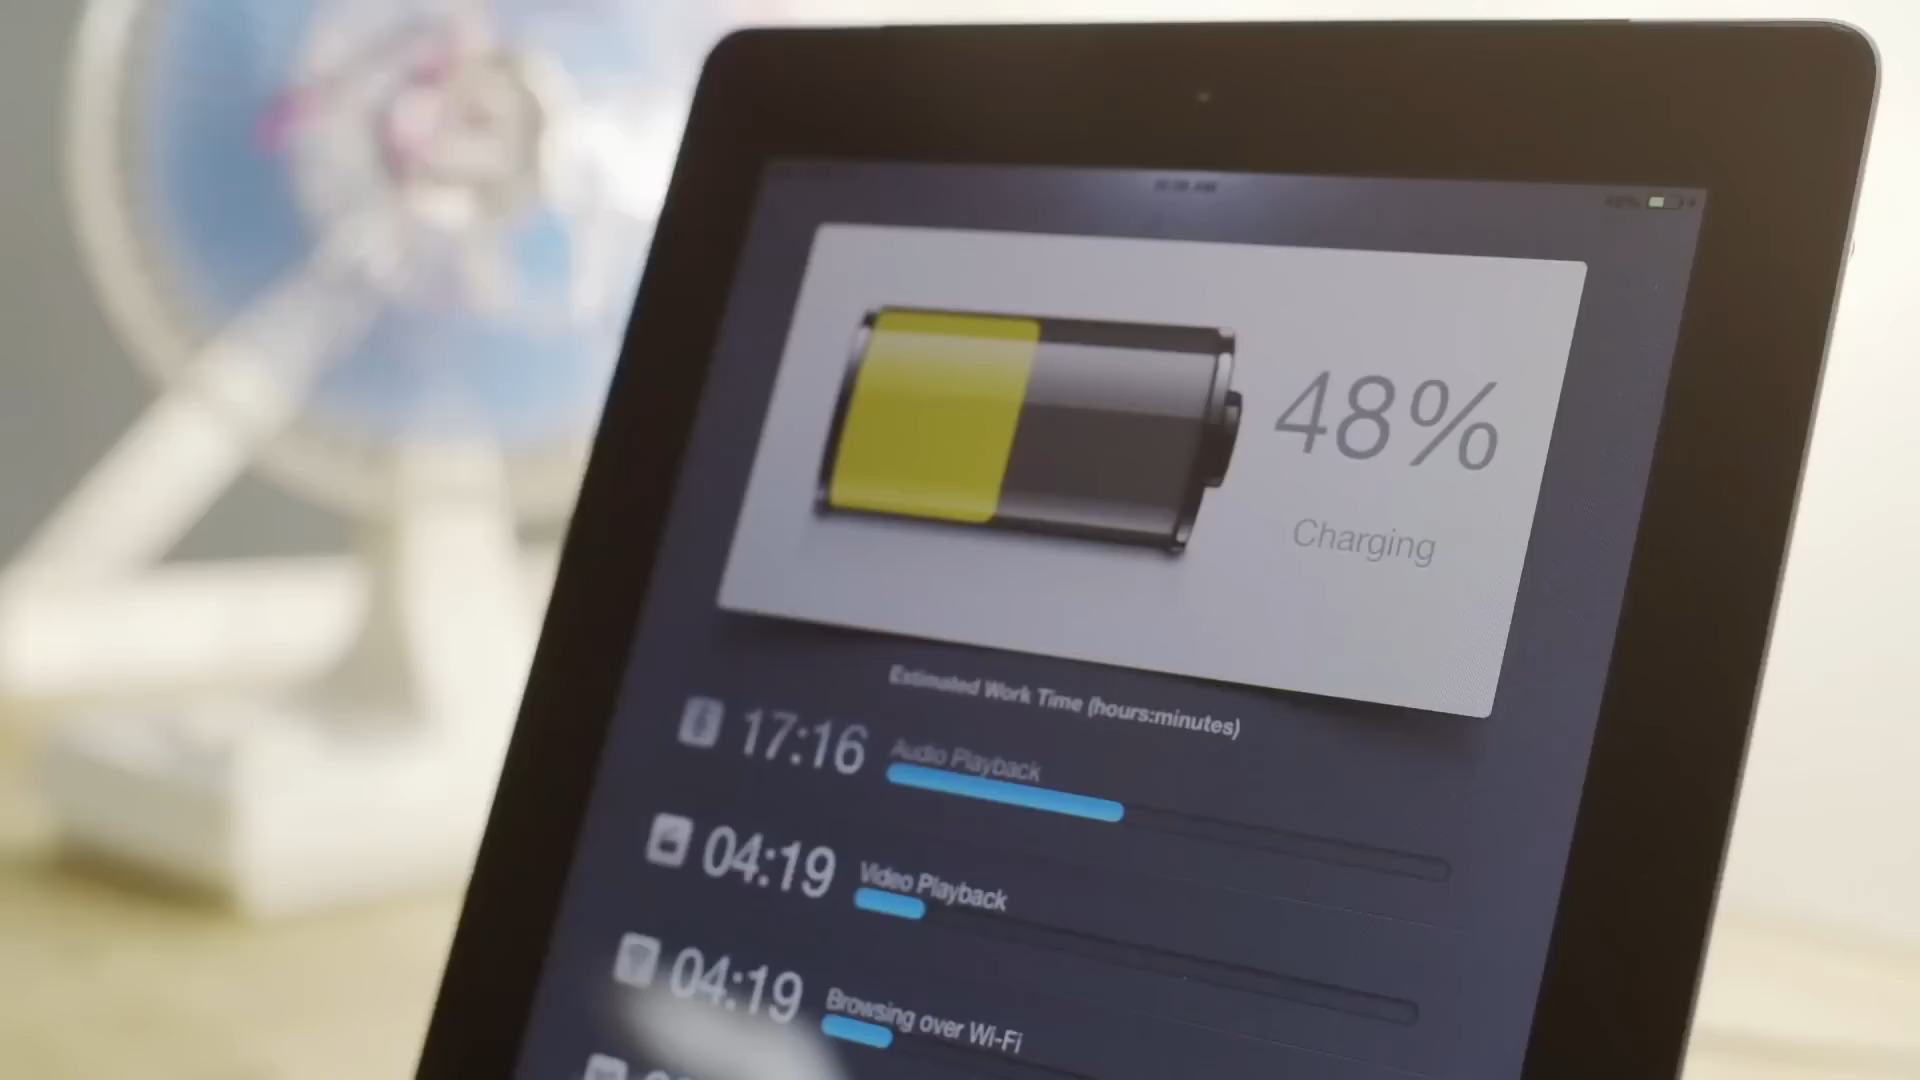 48%
Charging
Estimated Work Time (hours:minutes)
17:16
Audio Playback
04:19
Video Playback
04:19
Browsing over Wi-Fi